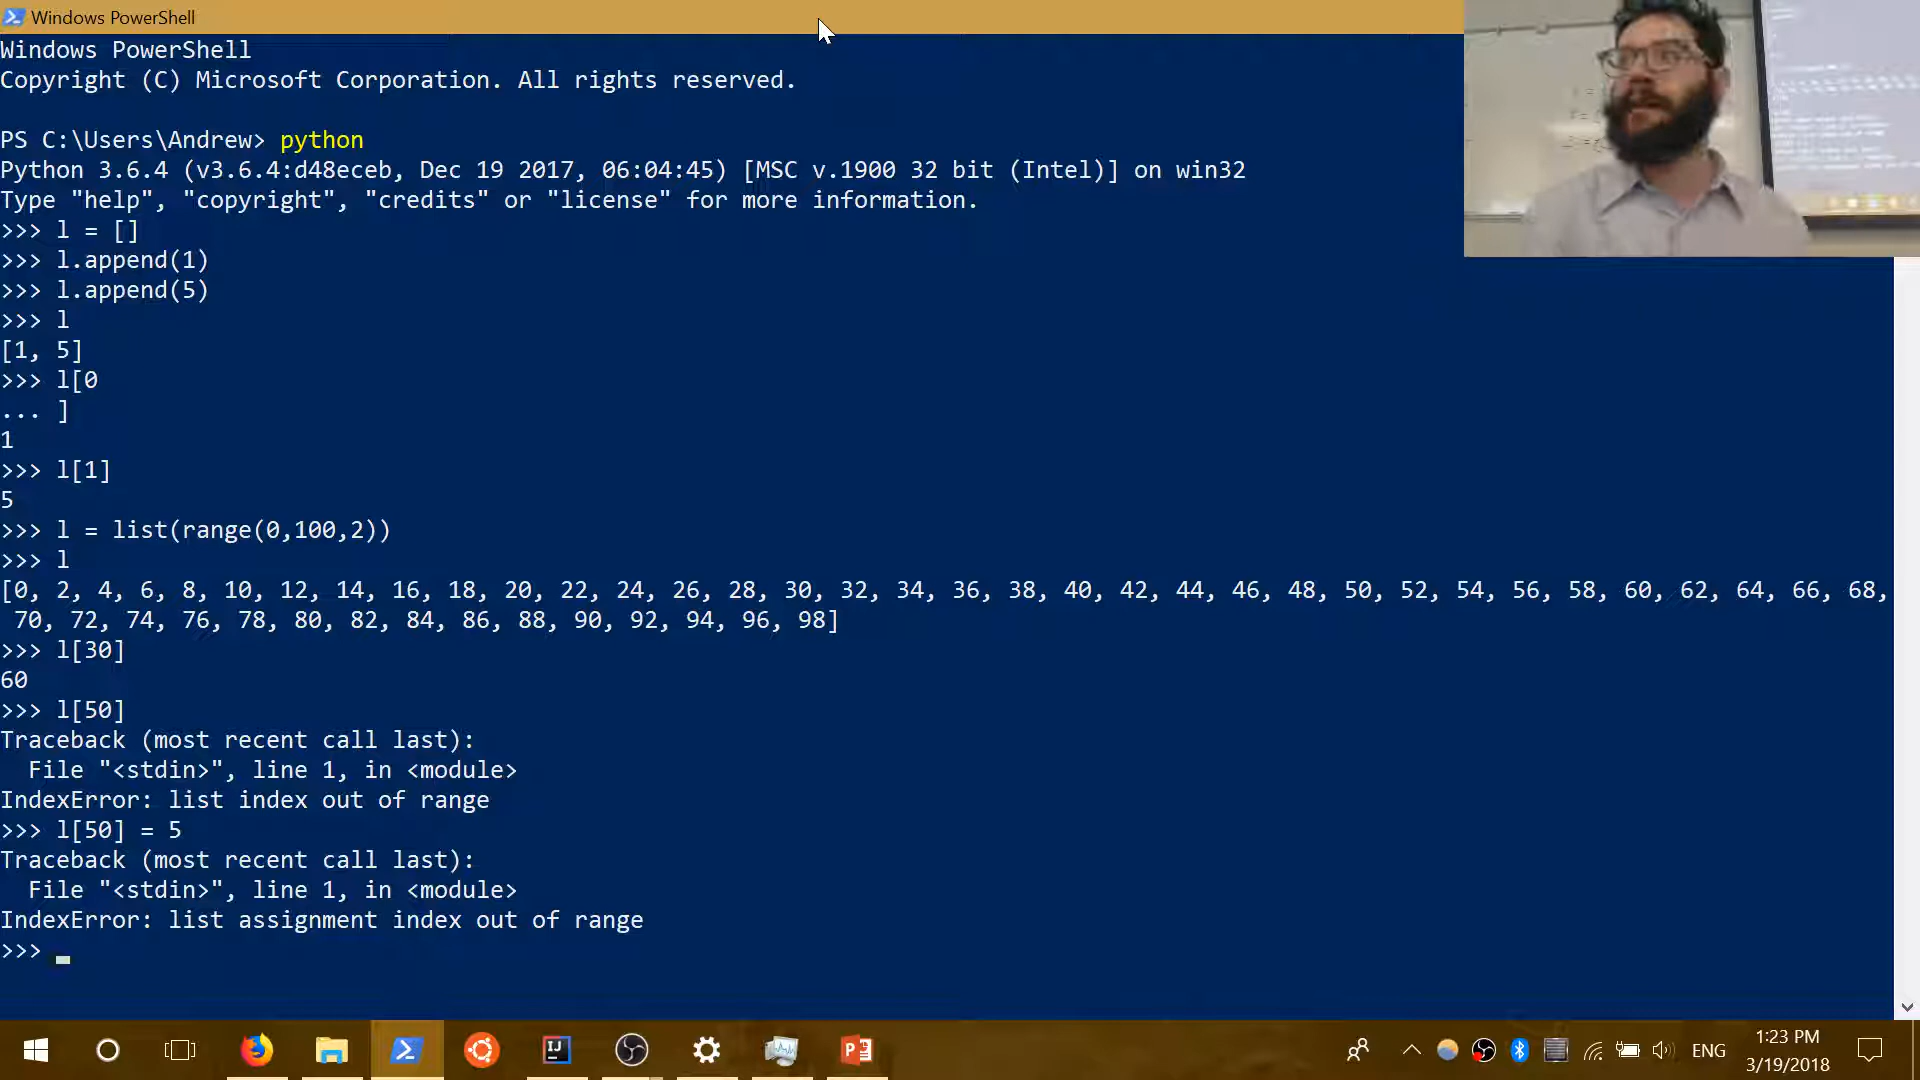 Windows PowerShell
Windows PowerShell
Copyright (C) Microsoft Corporation. All rights reserved.
PS C:\Users\Andrew> python
Python 3.6.4 (v3.6.4:d48eceb, Dec 19 2017, 06:04:45) [MSC v.1900 32 bit (Intel)] on win32
Type "help", "copyright", "credits" or "license" for more information.
>>> l = []
>>> l.append(1)
>>> l.append(5)
>>> l
[1, 5]
>>> l[0
... ]
1
>>> l[1]
5
>>> l = list(range(0,100,2))
>>> l
[0, 2, 4, 6, 8, 10, 12, 14, 16, 18, 20, 22, 24, 26, 28, 30, 32, 34, 36, 38, 40, 42, 44, 46, 48, 50, 52, 54, 56, 58, 60, 62, 64, 66, 68,
70, 72, 74, 76, 78, 80, 82, 84, 86, 88, 90, 92, 94, 96, 98]
>>> l[30]
60
>>> l[50]
Traceback (most recent call last):
  File "<stdin>", line 1, in <module>
IndexError: list index out of range
>>> l[50] = 5
Traceback (most recent call last):
  File "<stdin>", line 1, in <module>
IndexError: list assignment index out of range
>>>
IJ
ENG
1:23 PM
3/19/2018